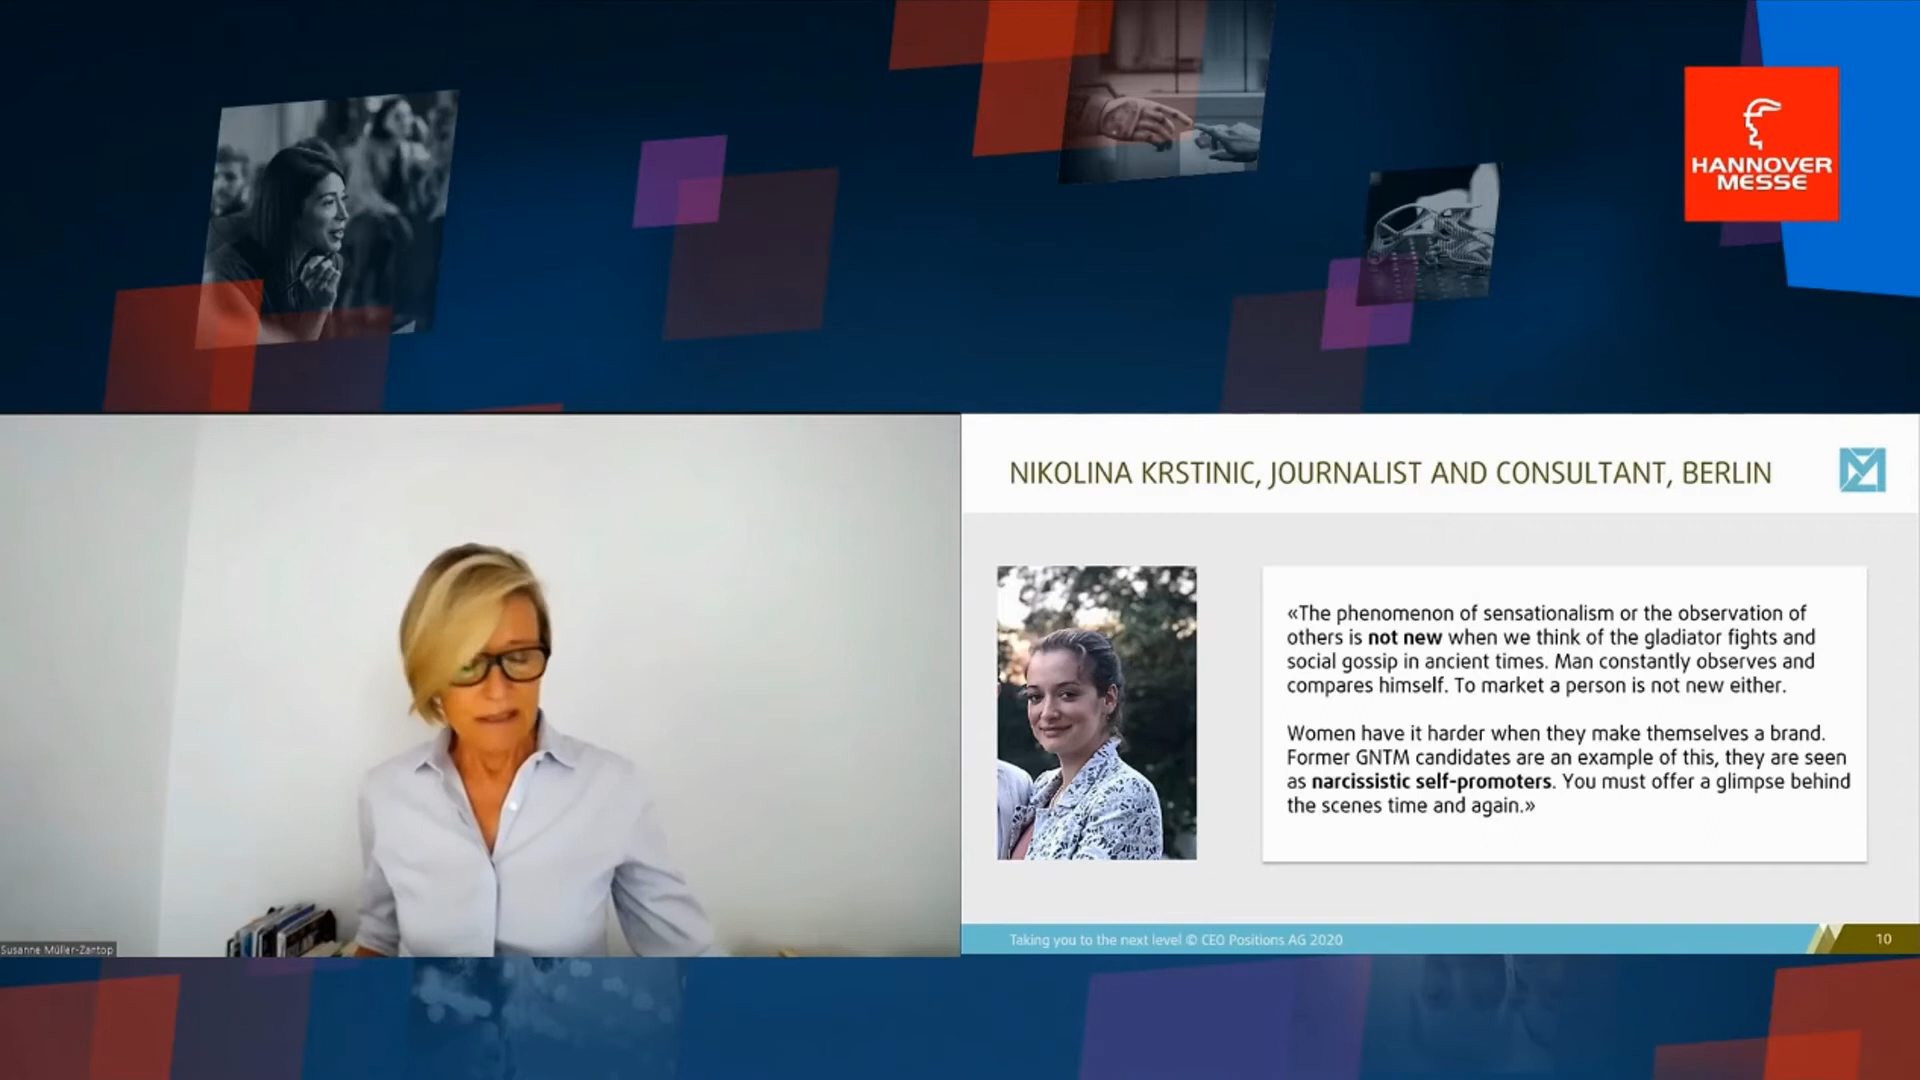 HANNOVER
MESSE
NIKOLINA KRSTINIC, JOURNALIST AND CONSULTANT, BERLIN
«The phenomenon of sensationalism or the observation of
others is not new when we think of the gladiator fights and
social gossip in ancient times. Man constantly observes and
compares himself. To market a person is not new either.
Women have it harder when they make themselves a brand.
Former GNTM candidates are an example of this, they are seen
as narcissistic self-promoters. You must offer a glimpse behind
the scenes time and again.»
Susanne Müller-Zantop
Taking you to the next level © CEO Positions AG 2020
10